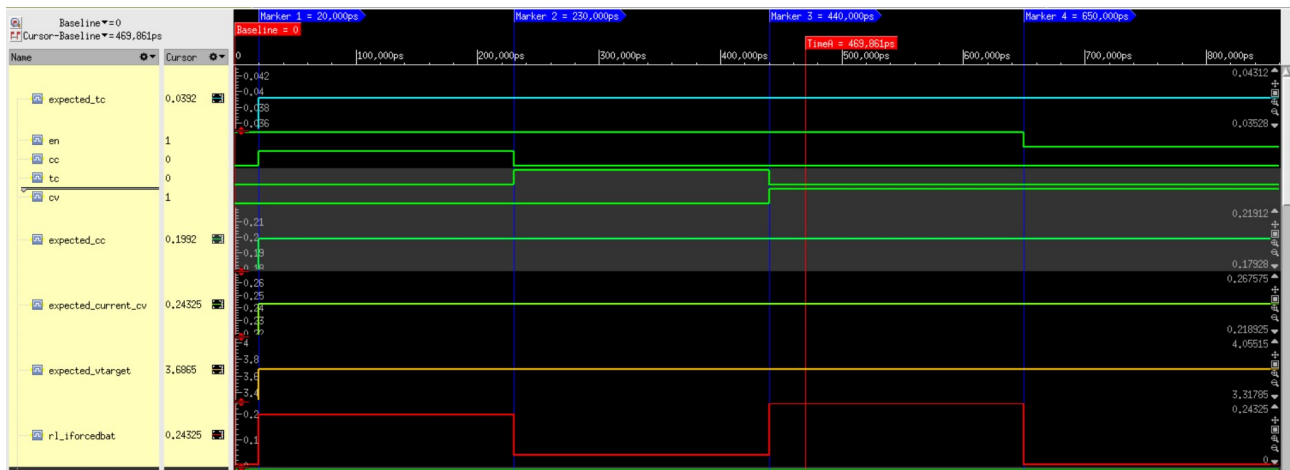 Marker 1 = 20,000ps Marker 2 = 230,000ps Marker 3 = 440,000ps Marker 4 = 650,000ps
Baseline▼=0
Baseline = 0
Cursor-Baseline▼=469,861ps
TimeA = 469,861ps
Name Cursor 0 100,000ps 200,000ps 300,000ps 400,000ps 500,000ps 600,000ps 700,000ps 800,000ps
0.042 0.04312
0.04
expected_tc 0.0392
0.038
0.036 0.03528
en 1
cc 0
tc 0
cv 1
0.21 0.21912
expected_cc 0.1992 0.2
0.19
0.18 0.17928
0.26 0.267575
0.25
expected_current_cv 0.24325 0.24
0.23
0.218925
4 4.05515
3.8
expected_vtarget 3.6865 3.6
3.4 3.31785
0.2 0.24325
rl_iforcedbat 0.24325 0.1
0